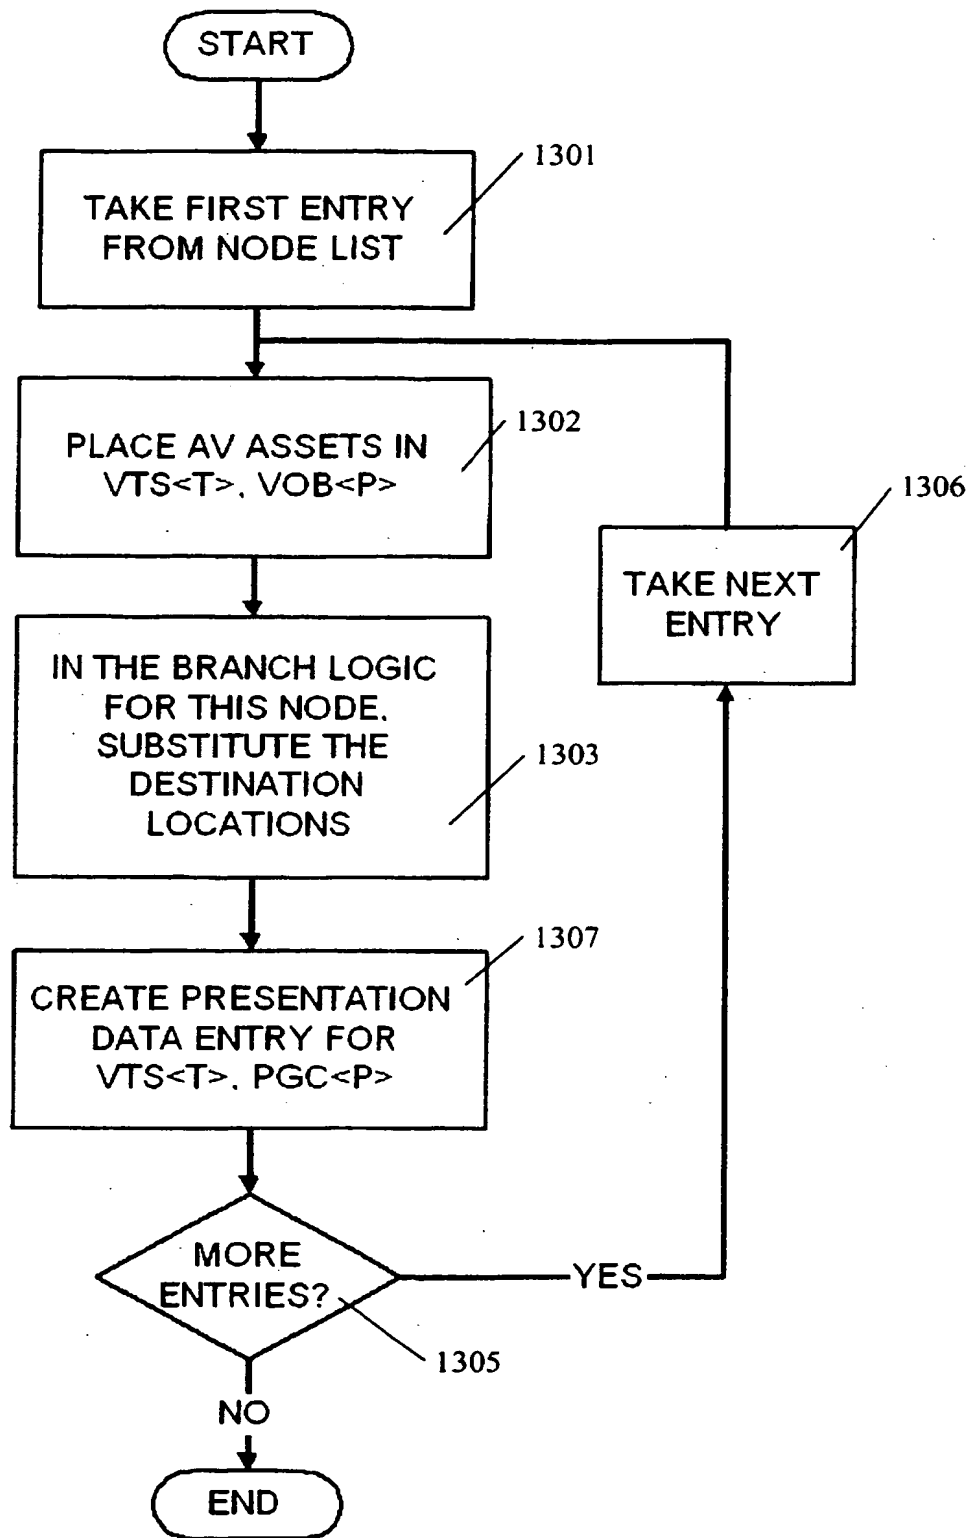 START
1301
TAKE FIRST ENTRY
FROM NODE LIST
1302
PLACE AV ASSETS IN
VTS<T>, VOB<P>
1306
TAKE NEXT
ENTRY
IN THE BRANCH LOGIC
FOR THIS NODE,
SUBSTITUTE THE
DESTINATION
LOCATIONS
1303
1307
CREATE PRESENTATION
DATA ENTRY FOR
VTS<T>, PGC<P>
MORE
ENTRIES?
YES
1305
NO
END